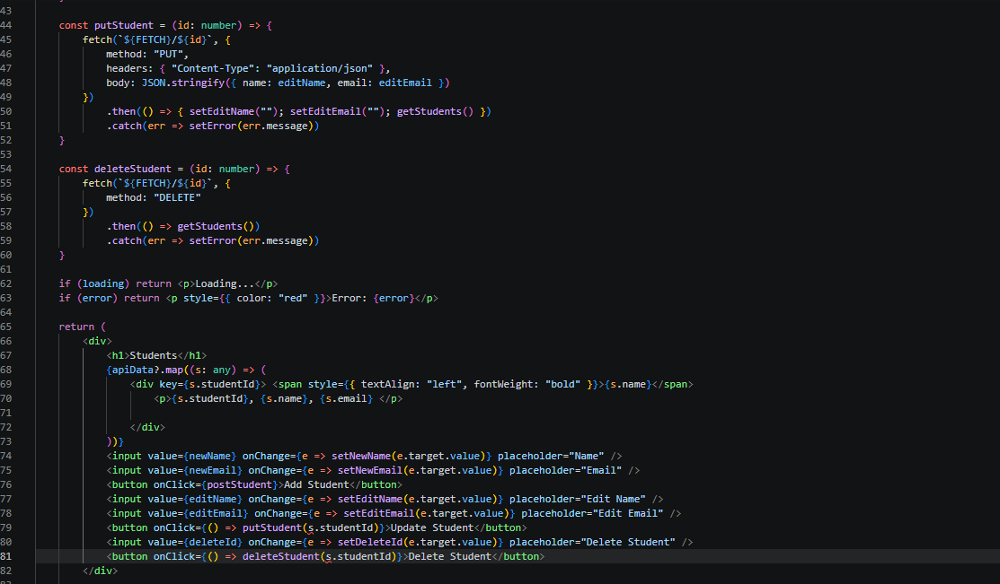 43
44 const putStudent = (id: number) => {
45 fetch(`${FETCH}/${id}`, {
46 method: "PUT",
47 headers: { "Content-Type": "application/json" },
48 body: JSON.stringify({ name: editName, email: editEmail })
49 })
50 .then(() => { setEditName(""); setEditEmail(""); getStudents() })
51 .catch(err => setError(err.message))
52 }
53
54 const deleteStudent = (id: number) => {
55 fetch(`${FETCH}/${id}`, {
56 method: "DELETE"
57 })
58 .then(() => getStudents())
59 .catch(err => setError(err.message))
60 }
61
62 if (loading) return <p>Loading...</p>
63 if (error) return <p style={{ color: "red" }}>Error: {error}</p>
64
65 return (
66 <div>
67 <h1>Students</h1>
68 {apiData?.map((s: any) => (
69 <div key={s.studentId}> <span style={{ textAlign: "left", fontWeight: "bold" }}>{s.name}</span>
70 <p>{s.studentId}, {s.name}, {s.email} </p>
71
72 </div>
73 ))}
74 <input value={newName} onChange={e => setNewName(e.target.value)} placeholder="Name" />
75 <input value={newEmail} onChange={e => setNewEmail(e.target.value)} placeholder="Email" />
76 <button onClick={postStudent}>Add Student</button>
77 <input value={editName} onChange={e => setEditName(e.target.value)} placeholder="Edit Name" />
78 <input value={editEmail} onChange={e => setEditEmail(e.target.value)} placeholder="Edit Email" />
79 <button onClick={() => putStudent(s.studentId)}>Update Student</button>
80 <input value={deleteId} onChange={e => setDeleteId(e.target.value)} placeholder="Delete Student" />
81 <button onClick={() => deleteStudent(s.studentId)}>Delete Student</button>
82 </div>